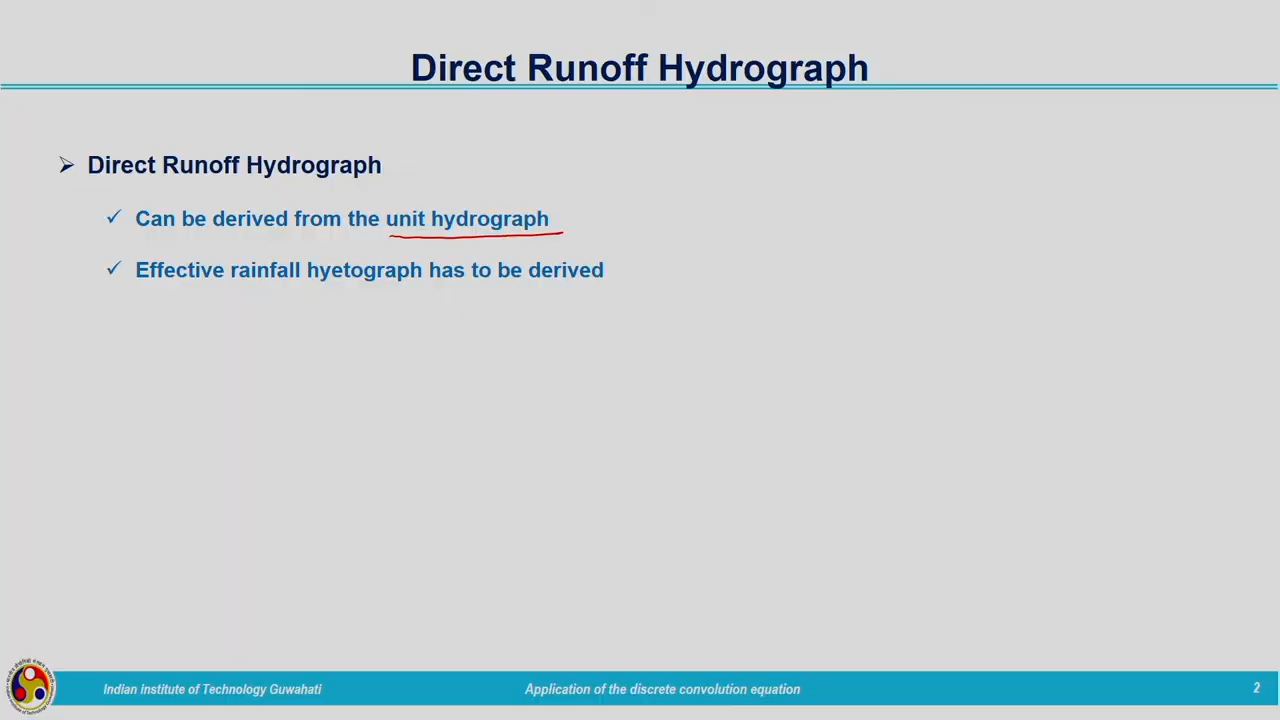 Direct Runoff Hydrograph
Direct Runoff Hydrograph
Can be derived from the unit hydrograph
Effective rainfall hyetograph has to be derived
Indian institute of Technology Guwahati
Application of the discrete convolution equation
2